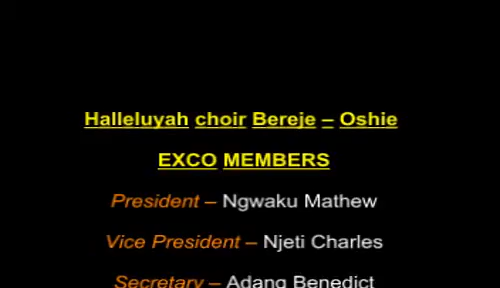 Halleluyah choir Bereje – Oshie
EXCO MEMBERS
President – Ngwaku Mathew
Vice President – Njeti Charles
Secretary – Adang Benedict